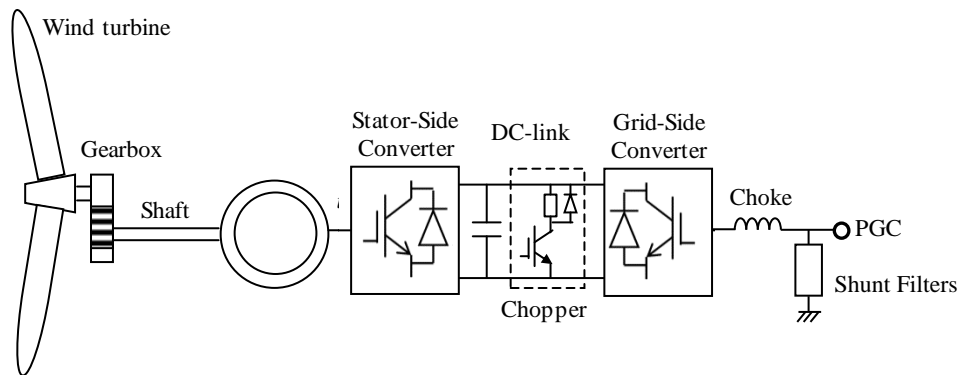 Wind turbine
Gearbox
Shaft
Stator-Side
Converter
DC-link
Chopper
Grid-Side
Converter
Choke
PGC
Shunt Filters